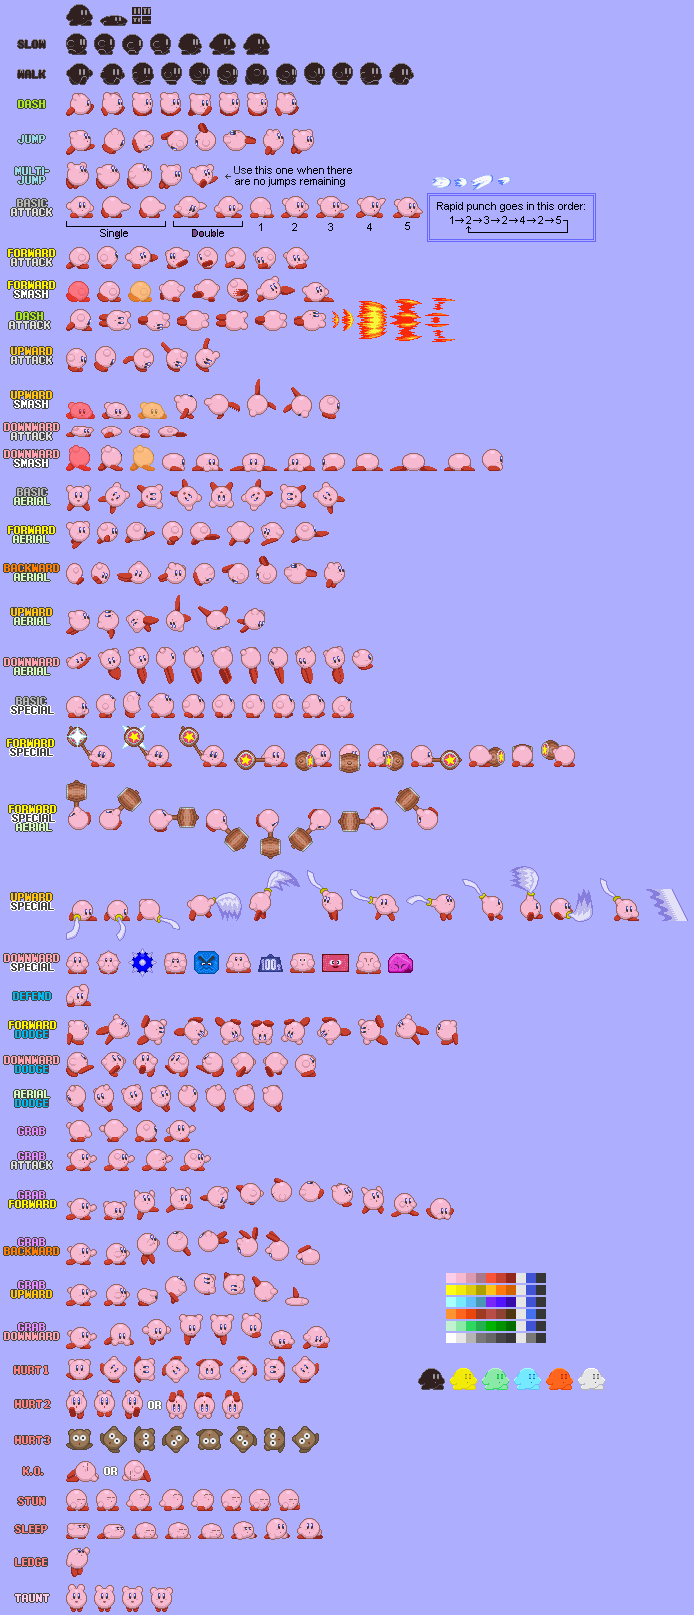 SLOW
WALK
DASH
JUMP
MULTI-
JUMP
← Use this one when there
are no jumps remaining
BASIC
ATTACK
Single
Double
1 2 3 4 5
Rapid punch goes in this order:
1→2→3→2→4→2→5
FORWARD
ATTACK
FORWARD
SMASH
DASH
ATTACK
UPWARD
ATTACK
UPWARD
SMASH
DOWNWARD
ATTACK
DOWNWARD
SMASH
BASIC
AERIAL
FORWARD
AERIAL
BACKWARD
AERIAL
UPWARD
AERIAL
DOWNWARD
AERIAL
BASIC
SPECIAL
FORWARD
SPECIAL
FORWARD
SPECIAL
AERIAL
UPWARD
SPECIAL
DOWNWARD
SPECIAL
100T
DEFEND
FORWARD
DODGE
DOWNWARD
DODGE
AERIAL
DODGE
GRAB
GRAB
ATTACK
GRAB
FORWARD
GRAB
BACKWARD
GRAB
UPWARD
GRAB
DOWNWARD
HURT1
HURT2
OR
HURT3
K.O.
OR
STUN
SLEEP
LEDGE
TAUNT